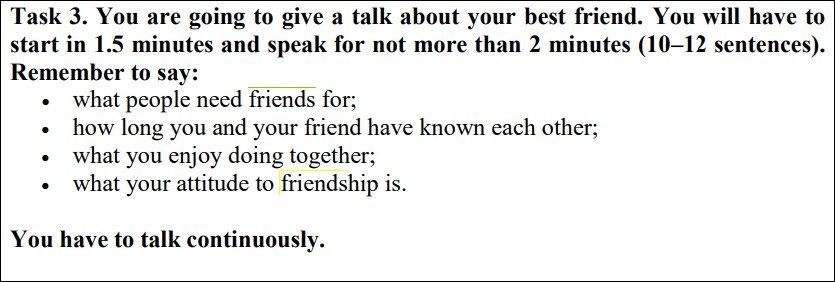 Task 3. You are going to give a talk about your best friend. You will have to
start in 1.5 minutes and speak for not more than 2 minutes (10–12 sentences).
Remember to say:
• what people need friends for;
• how long you and your friend have known each other;
• what you enjoy doing together;
• what your attitude to friendship is.
You have to talk continuously.